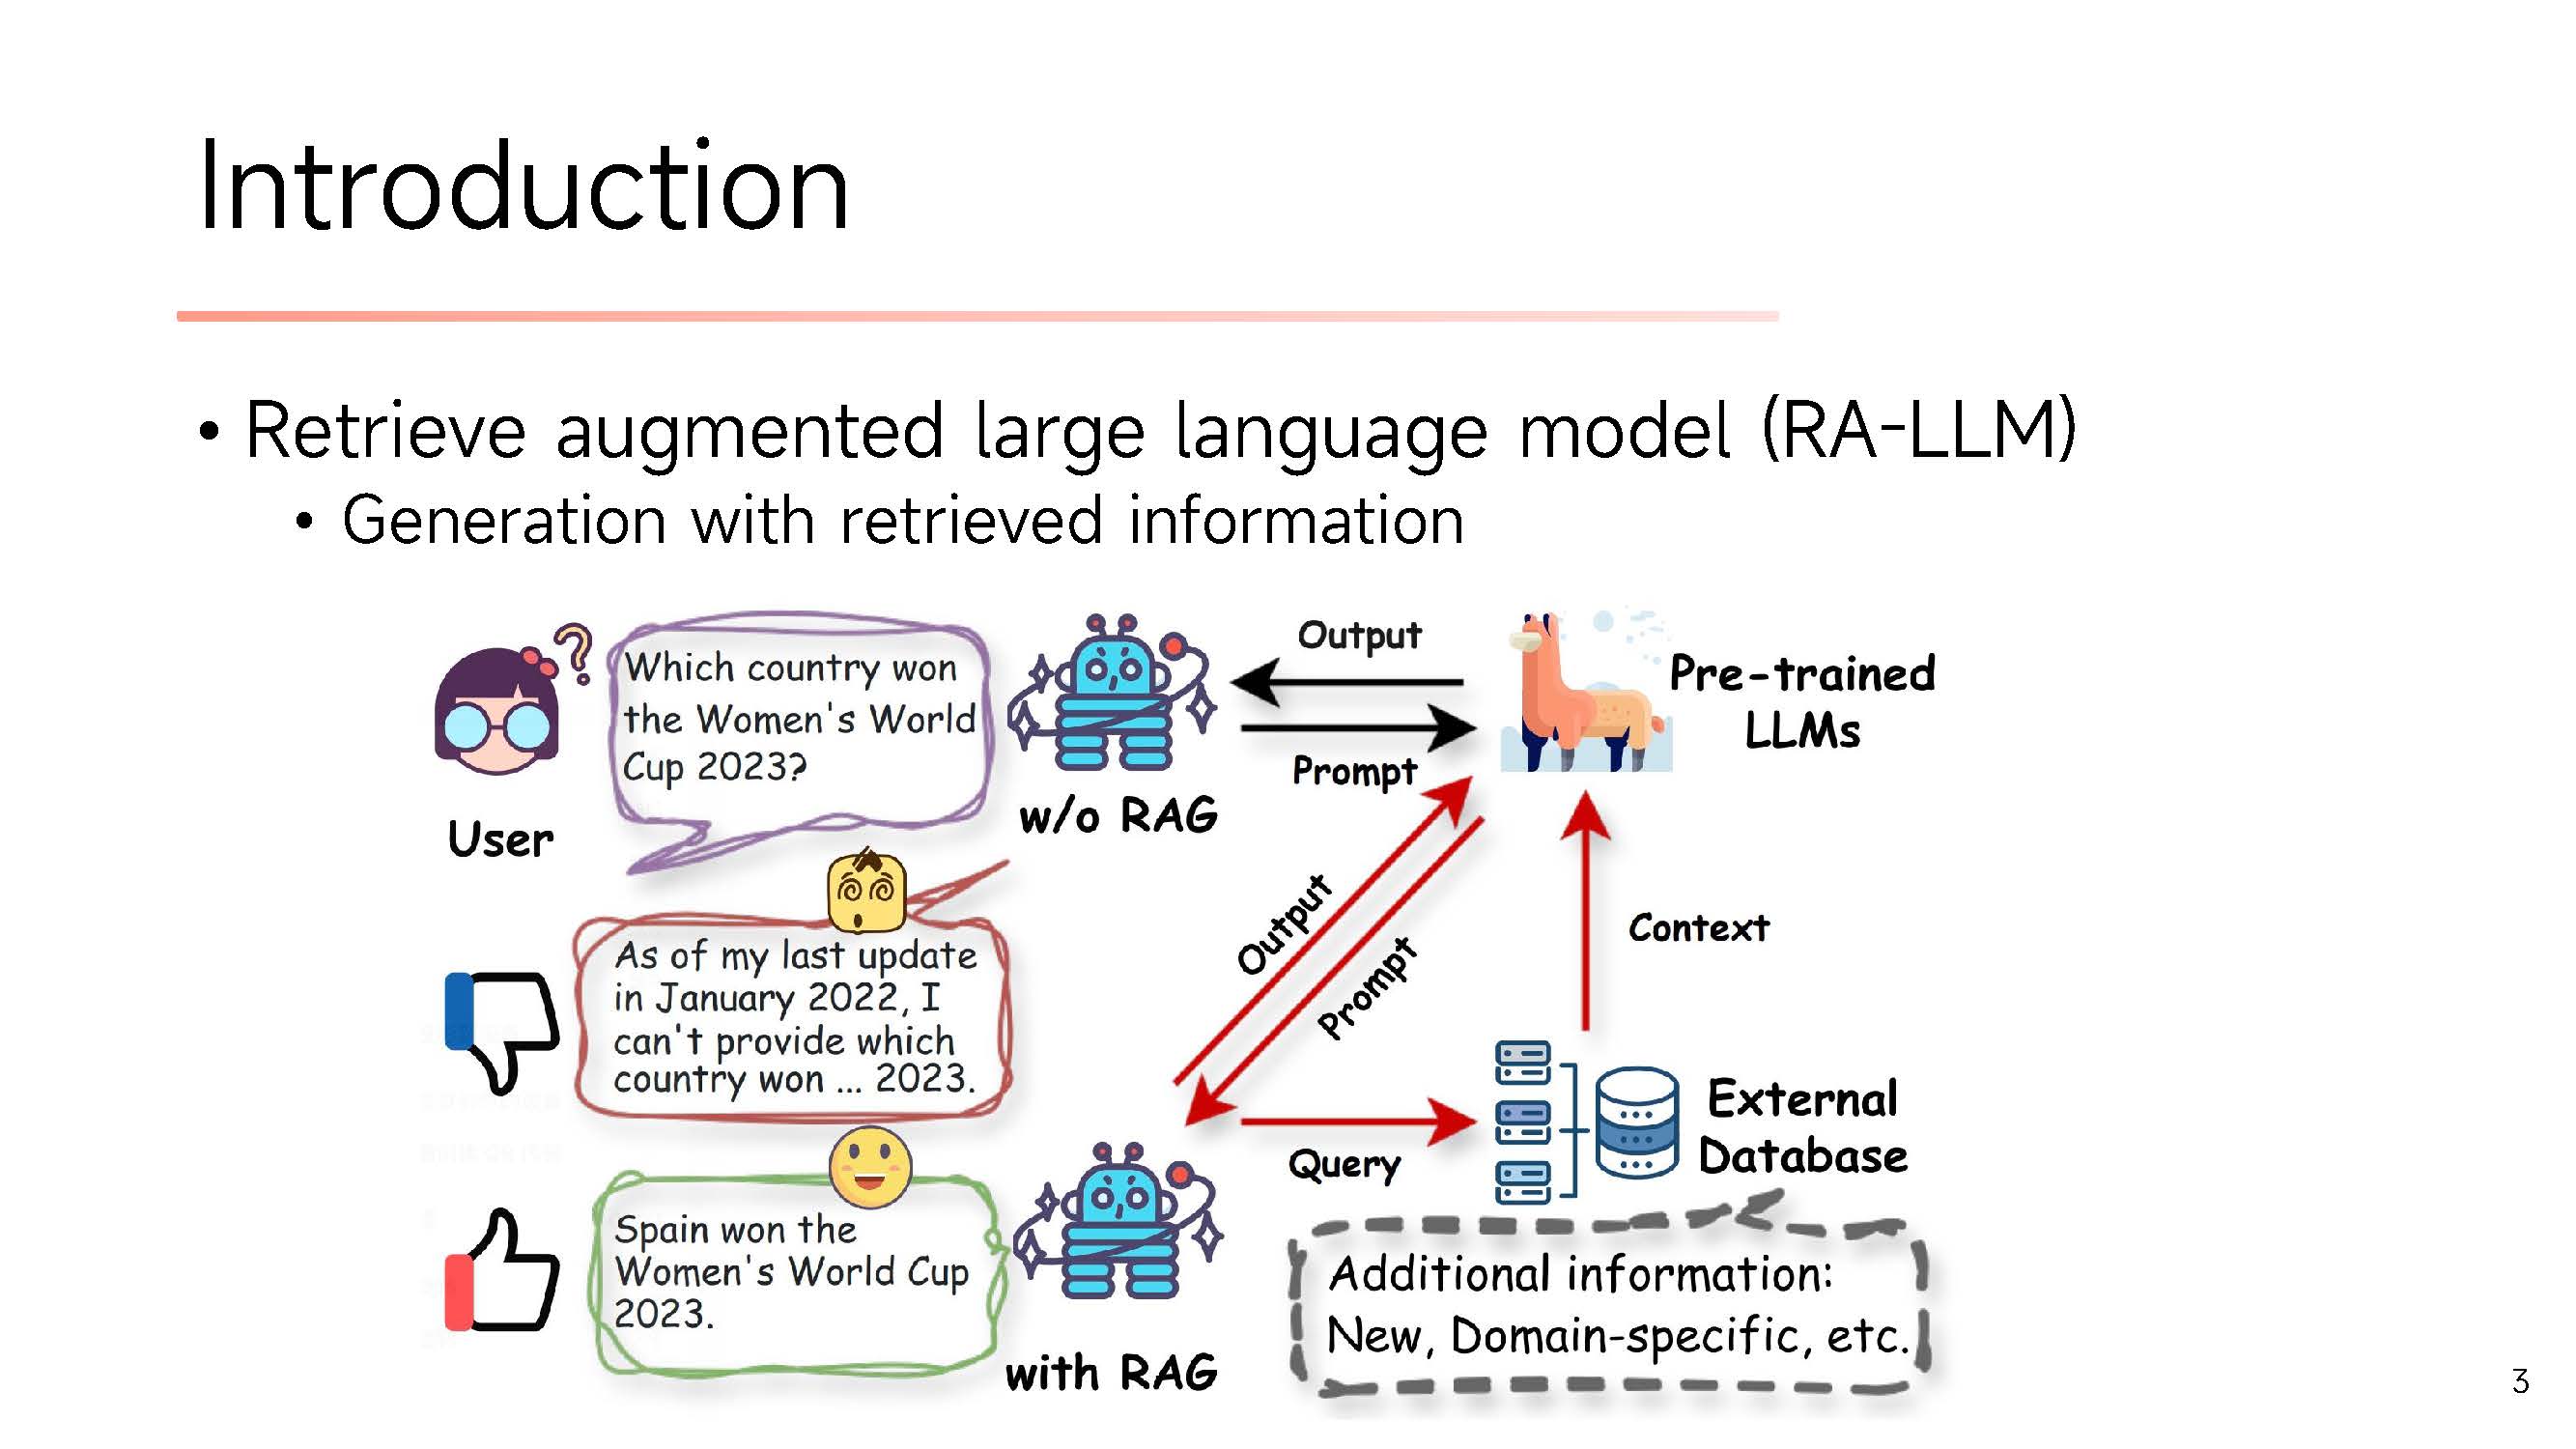 Introduction
• Retrieve augmented large language model (RA-LLM)
• Generation with retrieved information
User
Which country won
the Women's World
Cup 2023?
w/o RAG
Output
Prompt
Pre-trained
LLMs
As of my last update
in January 2022, I
can't provide which
country won ... 2023.
Output
Prompt
Context
Spain won the
Women's World Cup
2023.
with RAG
Query
External
Database
Additional information:
New, Domain-specific, etc.
3